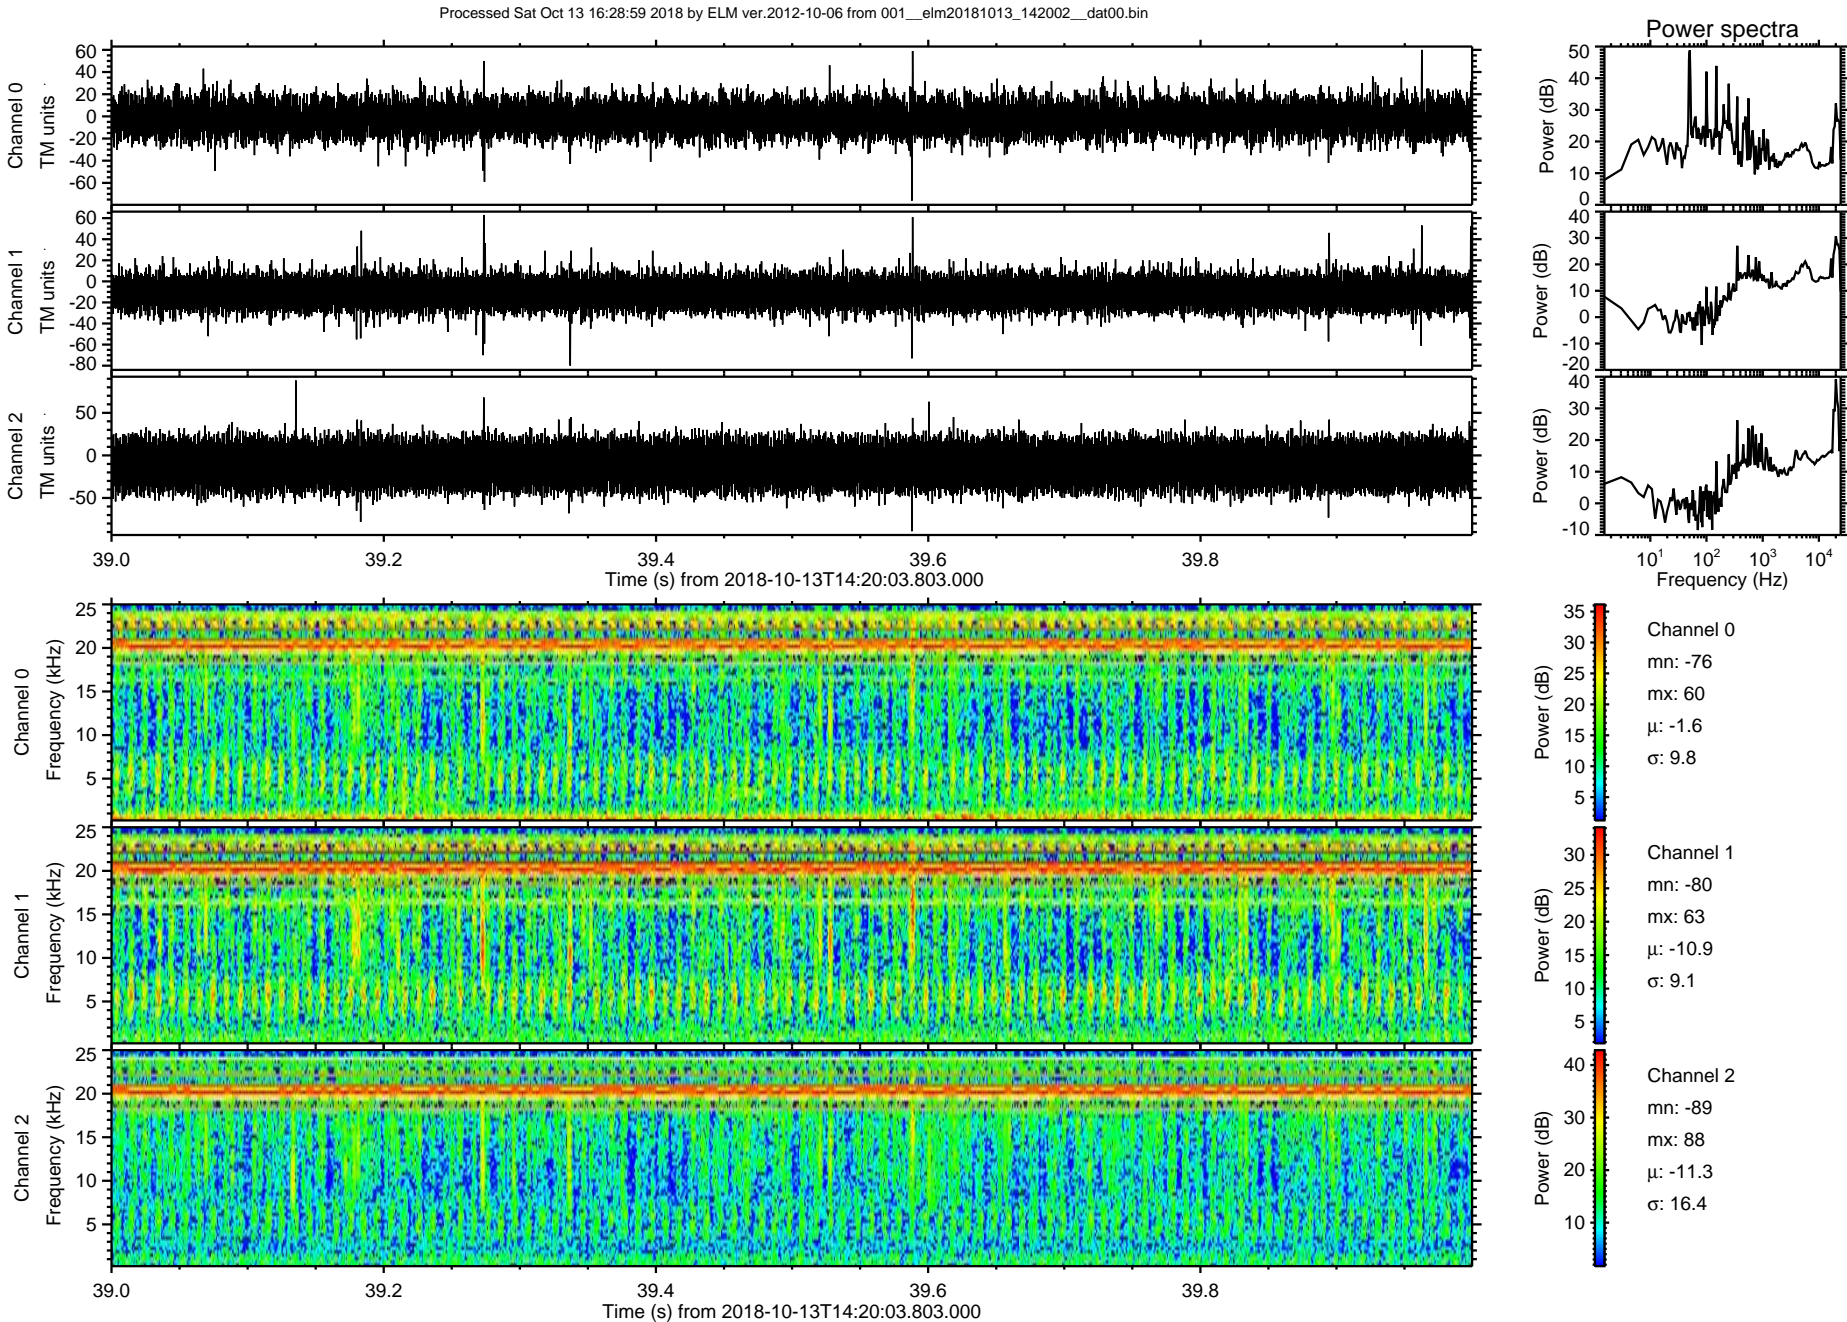 Processed Sat Oct 13 16:28:59 2018 by ELM ver.2012-10-06 from 001__elm20181013_142002__dat00.bin
Power spectra
Channel 0
TM units
60
40
20
0
-20
-40
-60
Power (dB)
50
40
30
20
10
0
Channel 1
TM units
60
40
20
0
-20
-40
-60
-80
Power (dB)
40
30
20
10
0
-10
-20
Channel 2
TM units
50
0
-50
Power (dB)
40
30
20
10
0
-10
39.0 39.2 39.4 39.6 39.8
Time (s) from 2018-10-13T14:20:03.803.000
10¹ 10² 10³ 10⁴
Frequency (Hz)
Channel 0
Frequency (kHz)
25
20
15
10
5
Power (dB)
35
30
25
20
15
10
5
Channel 0
mn: -76
mx: 60
μ: -1.6
σ: 9.8
Channel 1
Frequency (kHz)
25
20
15
10
5
Power (dB)
30
25
20
15
10
5
Channel 1
mn: -80
mx: 63
μ: -10.9
σ: 9.1
Channel 2
Frequency (kHz)
25
20
15
10
5
Power (dB)
40
30
20
10
Channel 2
mn: -89
mx: 88
μ: -11.3
σ: 16.4
39.0 39.2 39.4 39.6 39.8
Time (s) from 2018-10-13T14:20:03.803.000